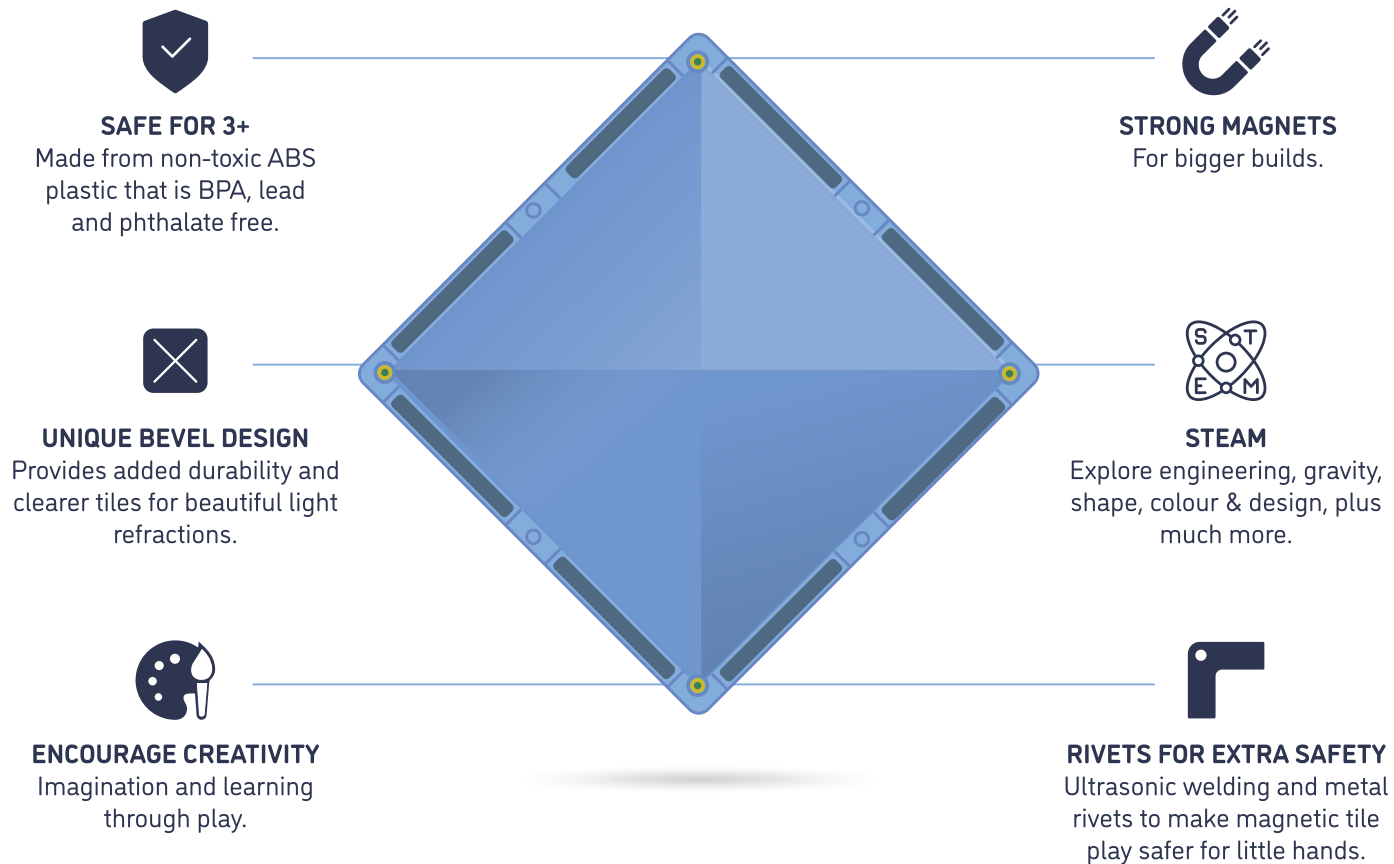 SAFE FOR 3+
Made from non-toxic ABS
plastic that is BPA, lead
and phthalate free.
STRONG MAGNETS
For bigger builds.
UNIQUE BEVEL DESIGN
Provides added durability and
clearer tiles for beautiful light
refractions.
S T
E M
STEAM
Explore engineering, gravity,
shape, colour & design, plus
much more.
ENCOURAGE CREATIVITY
Imagination and learning
through play.
RIVETS FOR EXTRA SAFETY
Ultrasonic welding and metal
rivets to make magnetic tile
play safer for little hands.